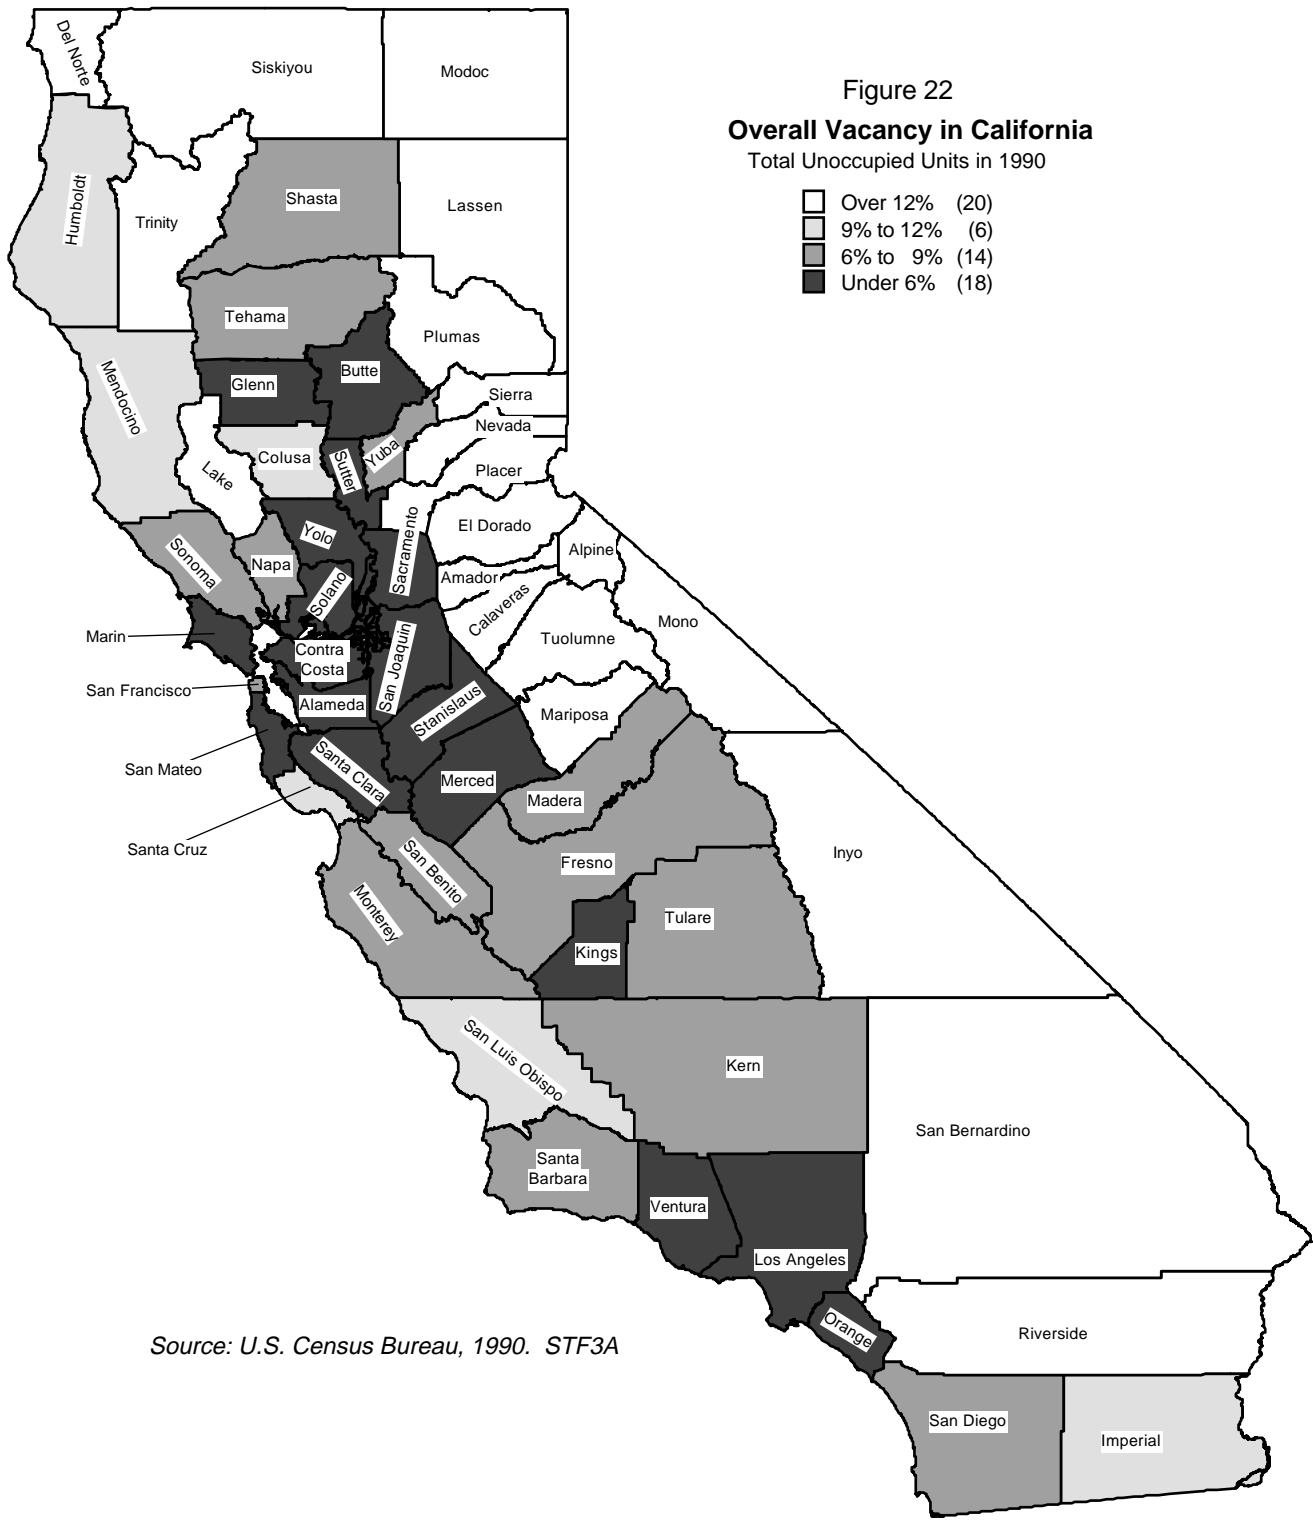 Del Norte
Siskiyou
Modoc
Figure 22
Overall Vacancy in California
Total Unoccupied Units in 1990
Over 12% (20)
9% to 12% (6)
6% to 9% (14)
Under 6% (18)
Humboldt
Trinity
Shasta
Lassen
Tehama
Plumas
Mendocino
Glenn
Butte
Sierra
Nevada
Lake
Colusa
Sutter
Yuba
Placer
Sonoma
Napa
Yolo
Sacramento
El Dorado
Alpine
Solano
Amador
Calaveras
Mono
Marin
Contra
Costa
San Joaquin
Tuolumne
San Francisco
Alameda
Stanislaus
Mariposa
San Mateo
Santa Clara
Merced
Madera
Santa Cruz
San Benito
Fresno
Inyo
Monterey
Kings
Tulare
San Luis Obispo
Kern
San Bernardino
Santa
Barbara
Ventura
Los Angeles
Orange
Riverside
Source: U.S. Census Bureau, 1990. STF3A
San Diego
Imperial